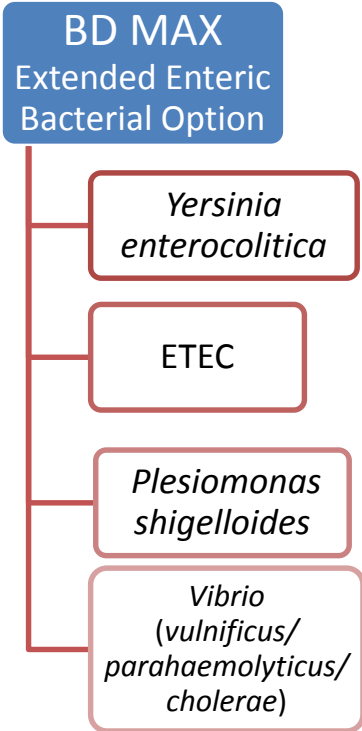 BD MAX
Extended Enteric
Bacterial Option
Yersinia
enterocolitica
ETEC
Plesiomonas
shigelloides
Vibrio
(vulnificus/
parahaemolyticus/
cholerae)